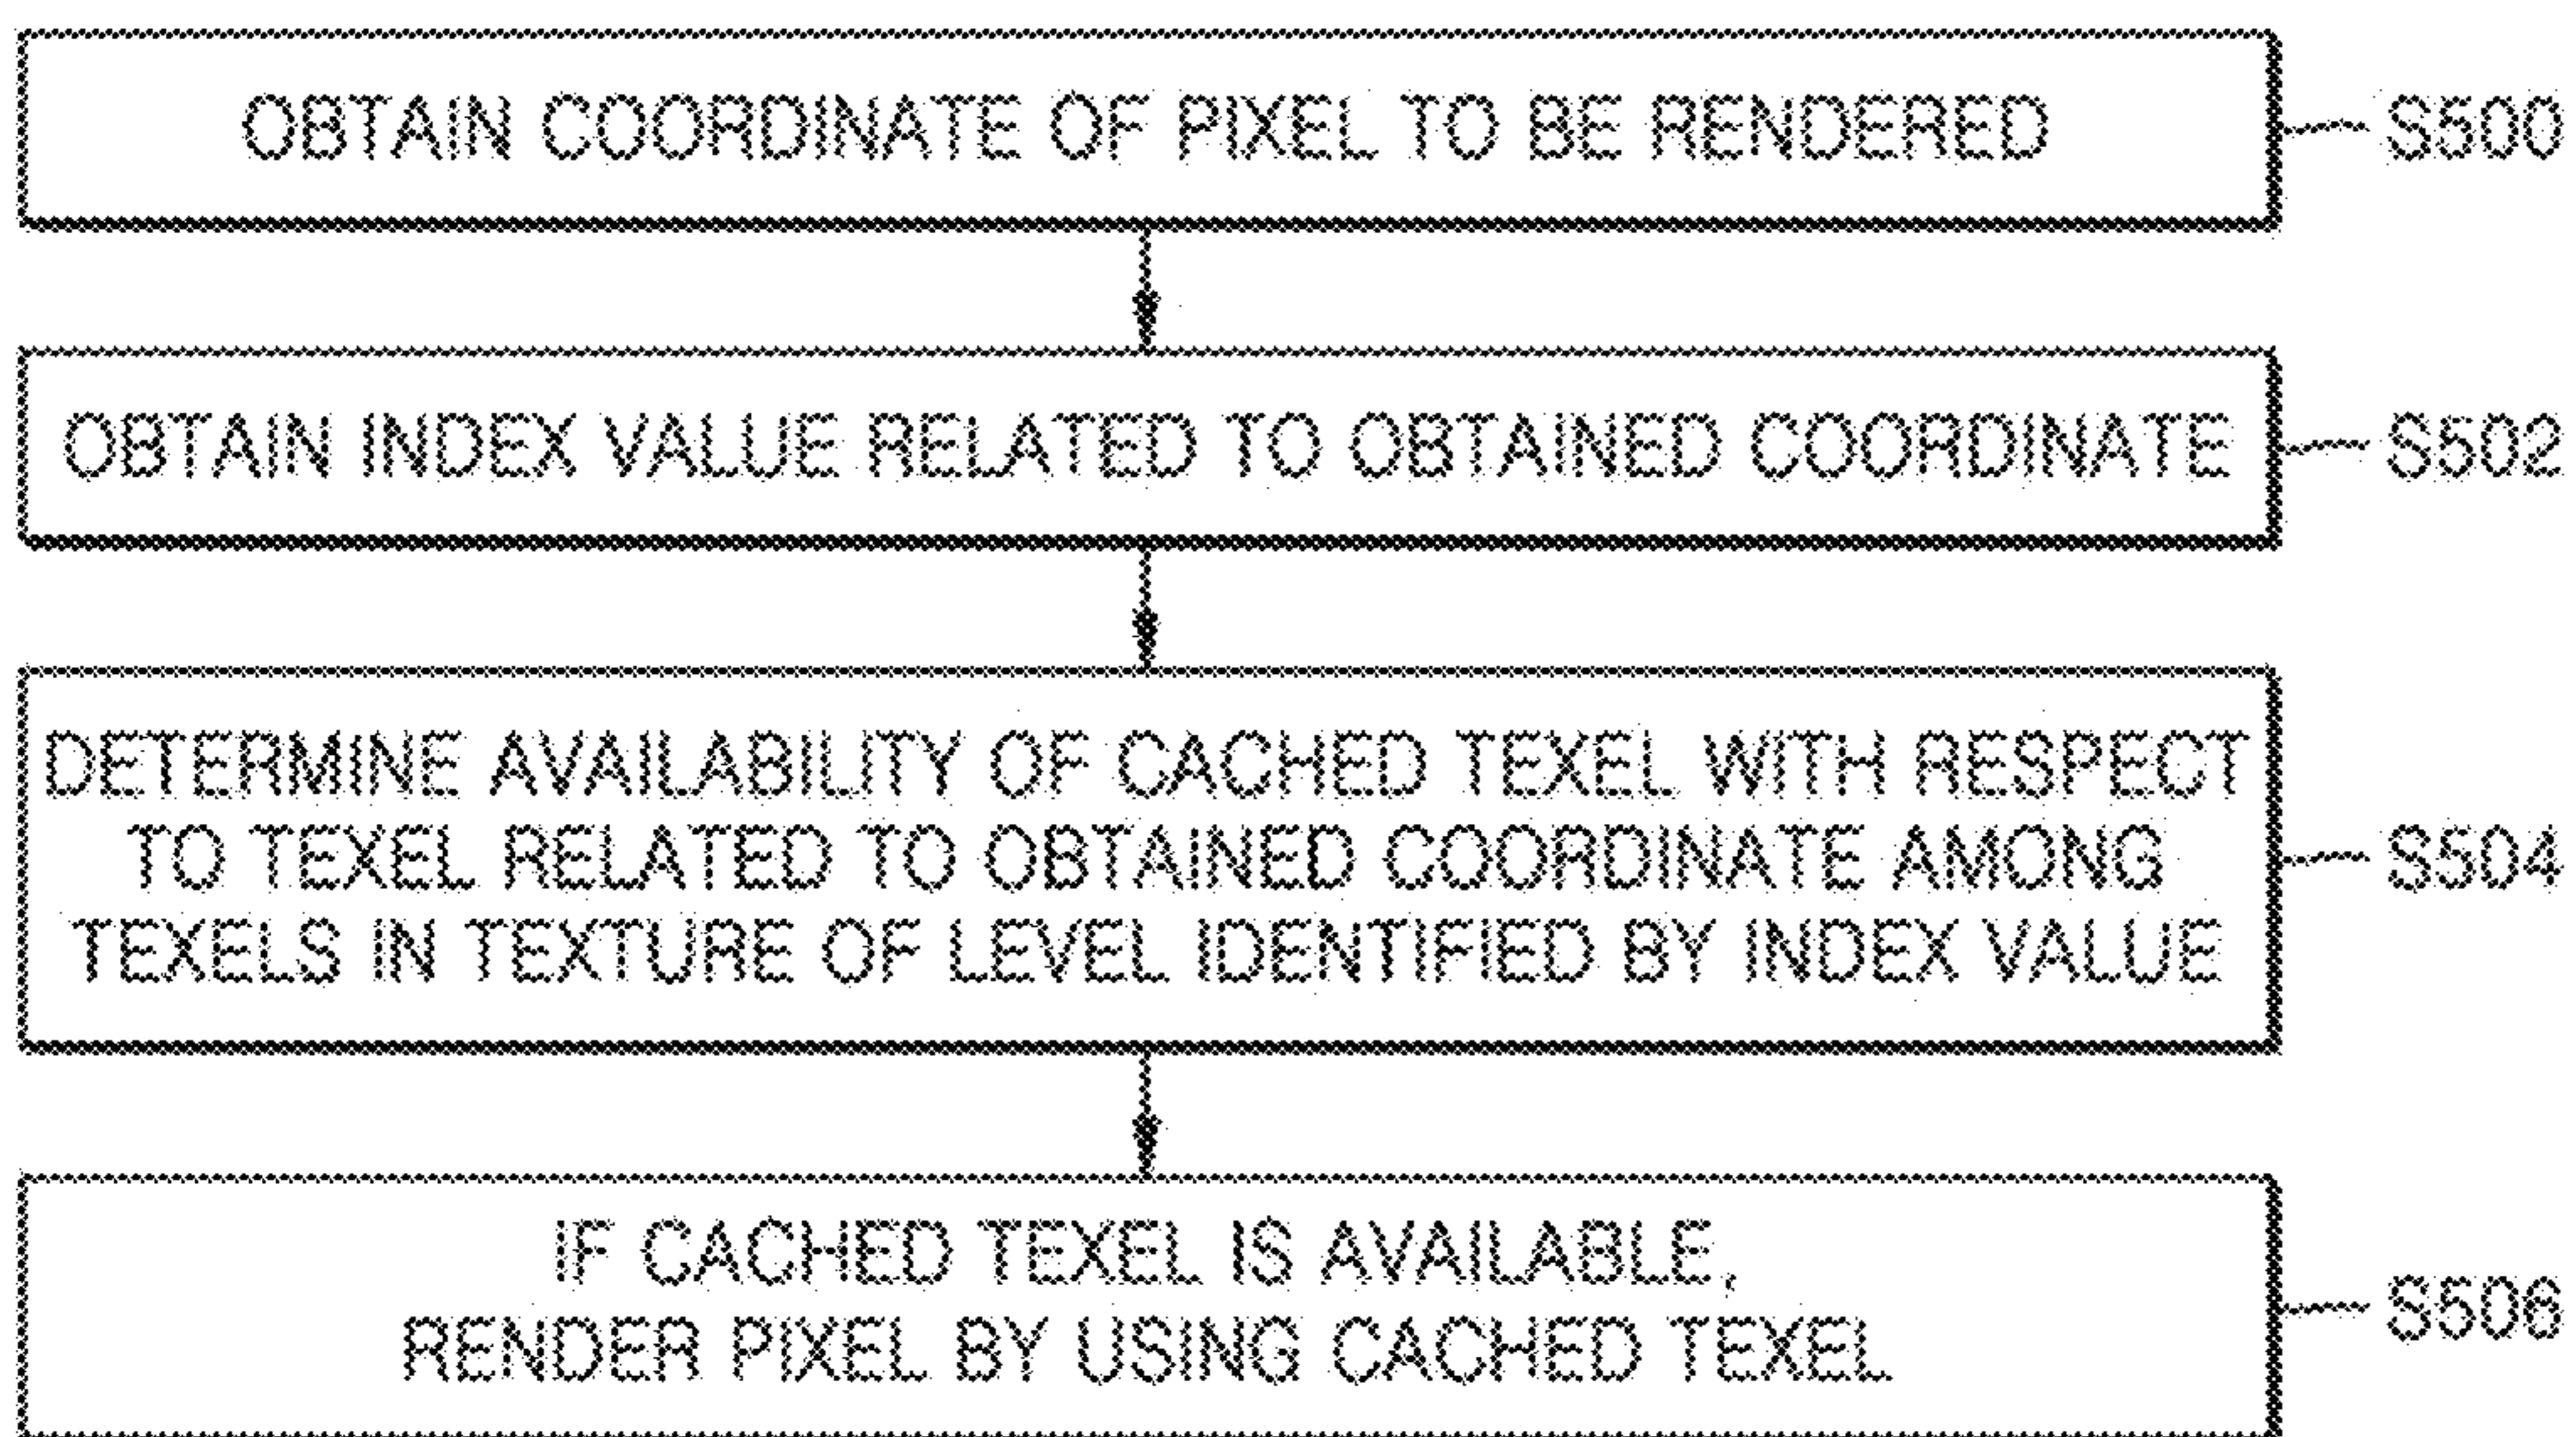 OBTAIN COORDINATE OF PIXEL TO BE RENDERED
S500
OBTAIN INDEX VALUE RELATED TO OBTAINED COORDINATE
S502
DETERMINE AVAILABILITY OF CACHED TEXEL WITH RESPECT
TO TEXEL RELATED TO OBTAINED COORDINATE AMONG
TEXELS IN TEXTURE OF LEVEL IDENTIFIED BY INDEX VALUE
S504
IF CACHED TEXEL IS AVAILABLE,
RENDER PIXEL BY USING CACHED TEXEL
S506